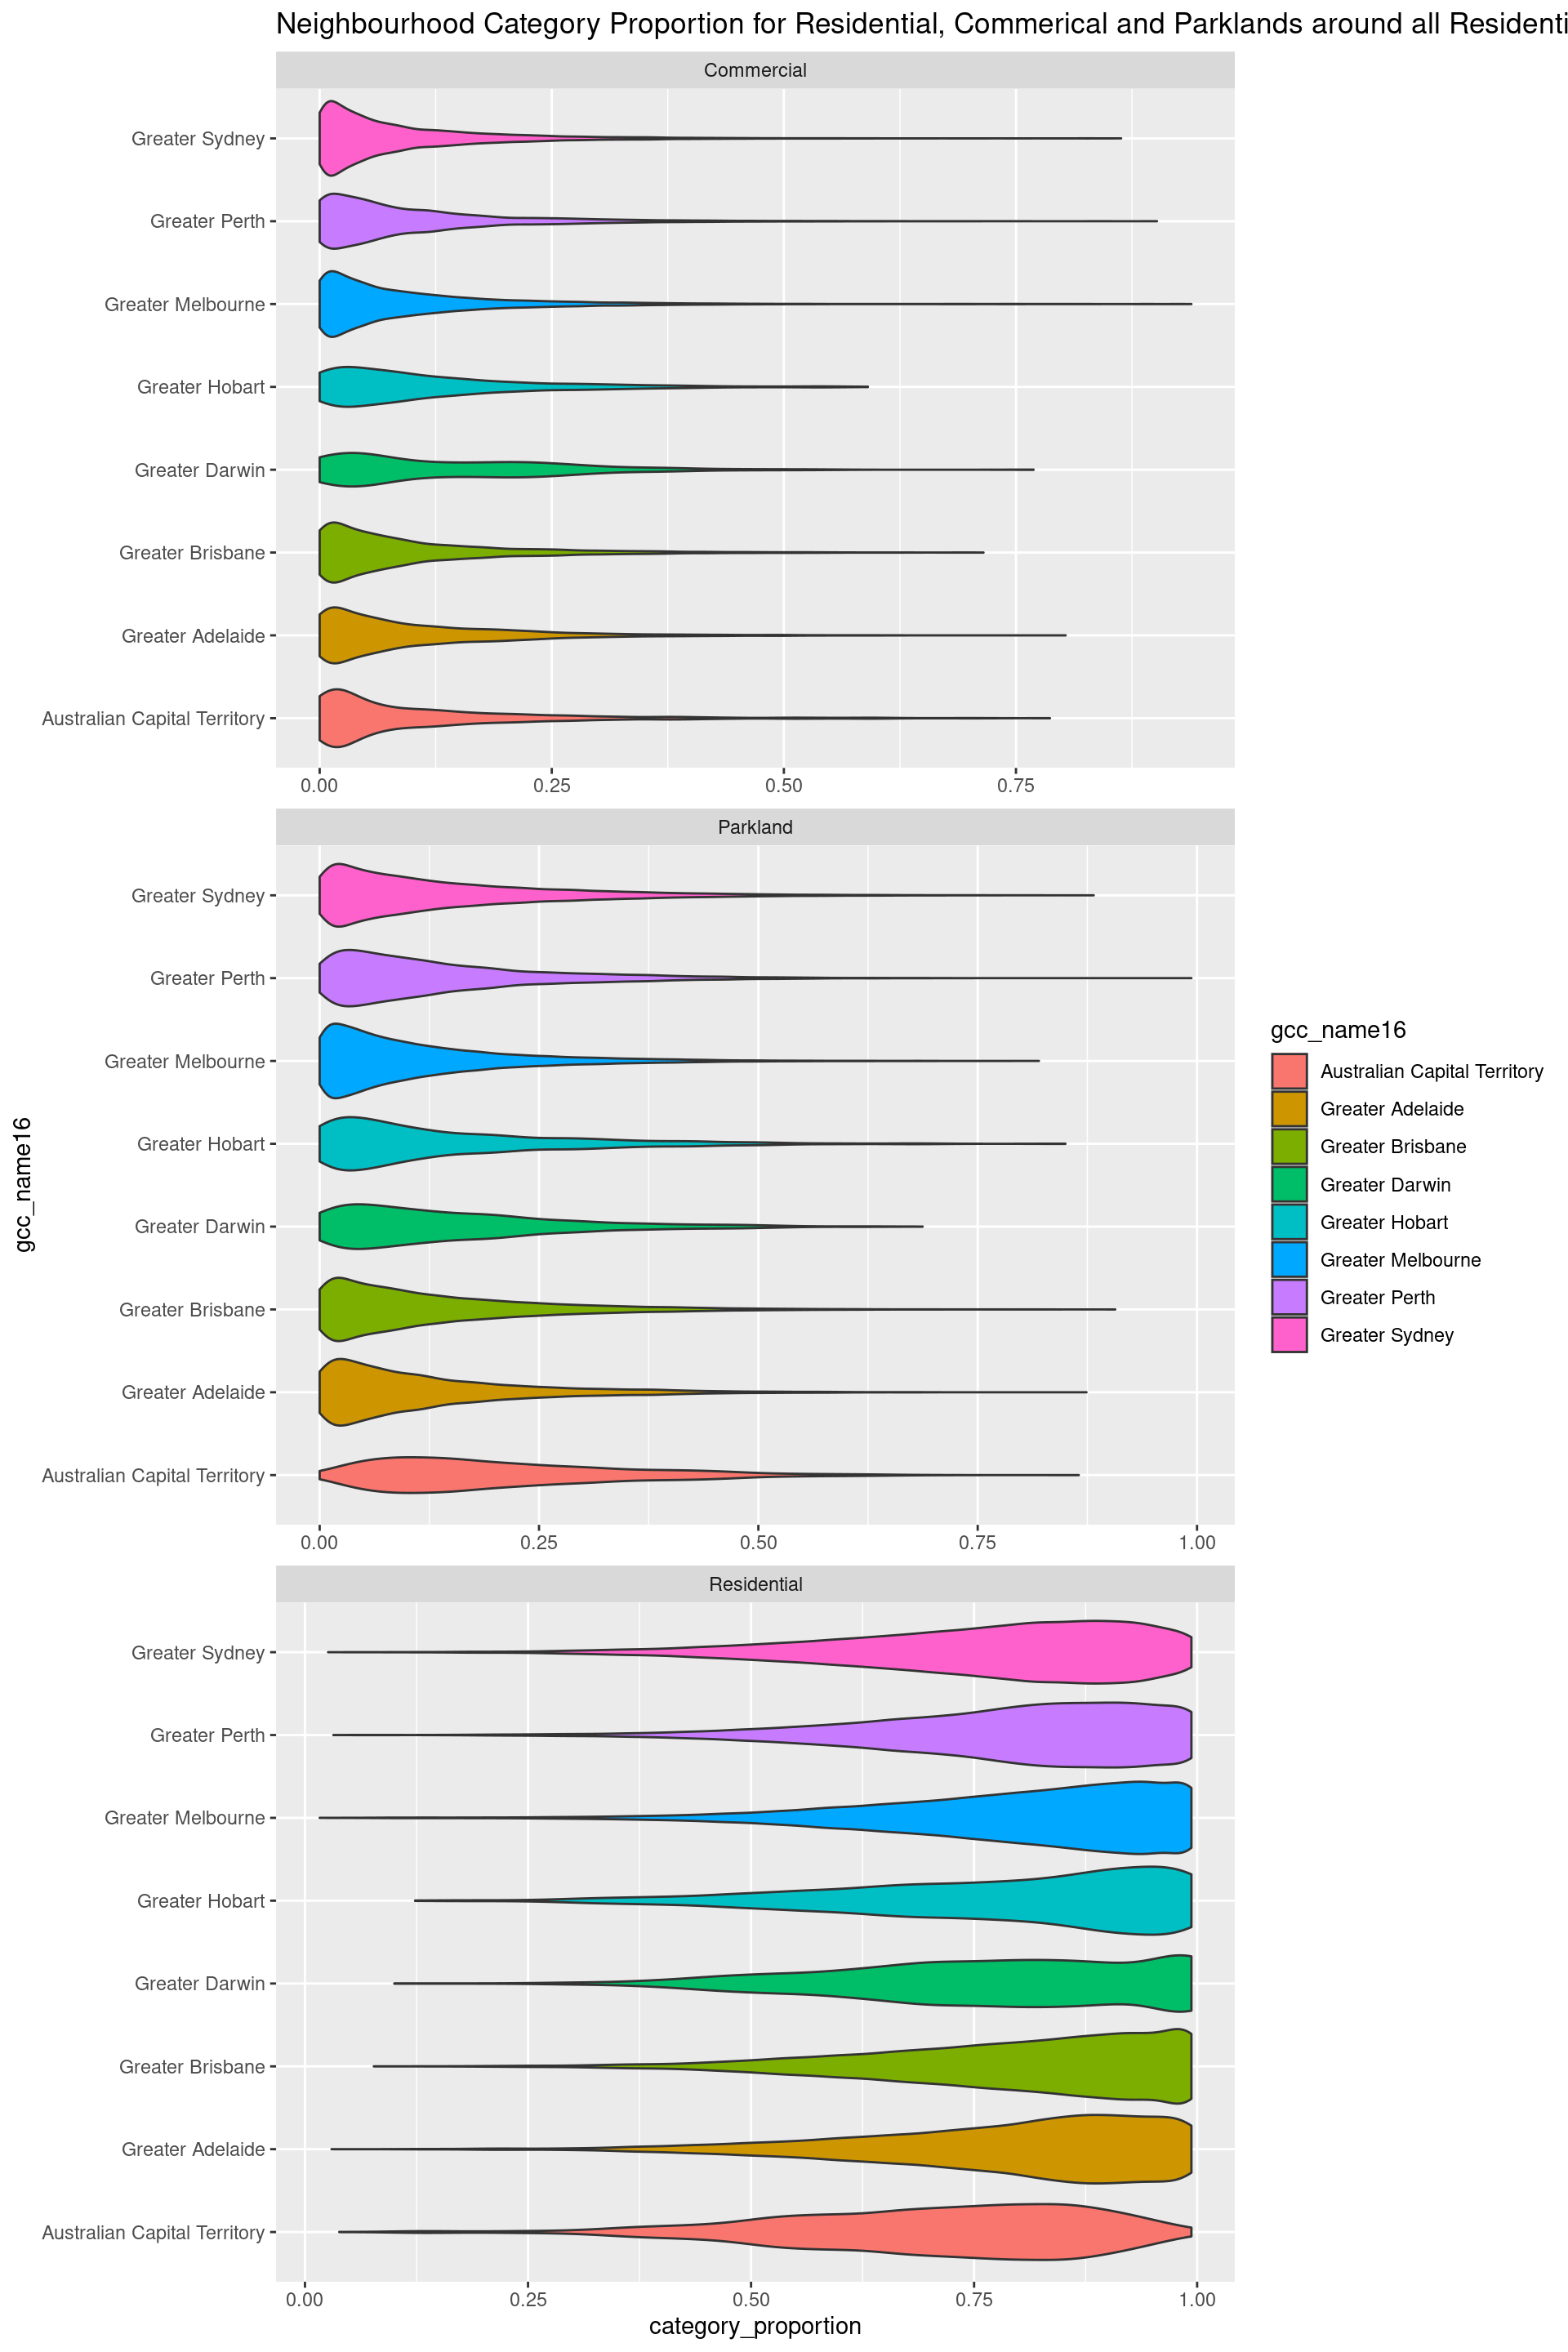 Neighbourhood Category Proportion for Residential, Commerical and Parklands around all Residenti
Commercial
Greater Sydney
Greater Perth
Greater Melbourne
Greater Hobart
Greater Darwin
Greater Brisbane
Greater Adelaide
Australian Capital Territory
0.00 0.25 0.50 0.75
Parkland
Greater Sydney
Greater Perth
Greater Melbourne
Greater Hobart
Greater Darwin
Greater Brisbane
Greater Adelaide
Australian Capital Territory
0.00 0.25 0.50 0.75 1.00
Residential
Greater Sydney
Greater Perth
Greater Melbourne
Greater Hobart
Greater Darwin
Greater Brisbane
Greater Adelaide
Australian Capital Territory
0.00 0.25 0.50 0.75 1.00
category_proportion
gcc_name16
gcc_name16
Australian Capital Territory
Greater Adelaide
Greater Brisbane
Greater Darwin
Greater Hobart
Greater Melbourne
Greater Perth
Greater Sydney